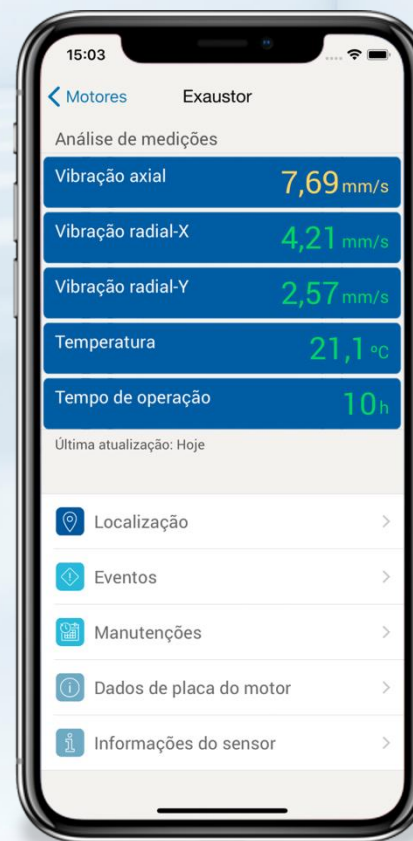 15:03
Motores Exaustor
Análise de medições
Vibração axial 7,69 mm/s
Vibração radial-X 4,21 mm/s
Vibração radial-Y 2,57 mm/s
Temperatura 21,1 ºC
Tempo de operação 10 h
Última atualização: Hoje
Localização
Eventos
Manutenções
Dados de placa do motor
Informações do sensor